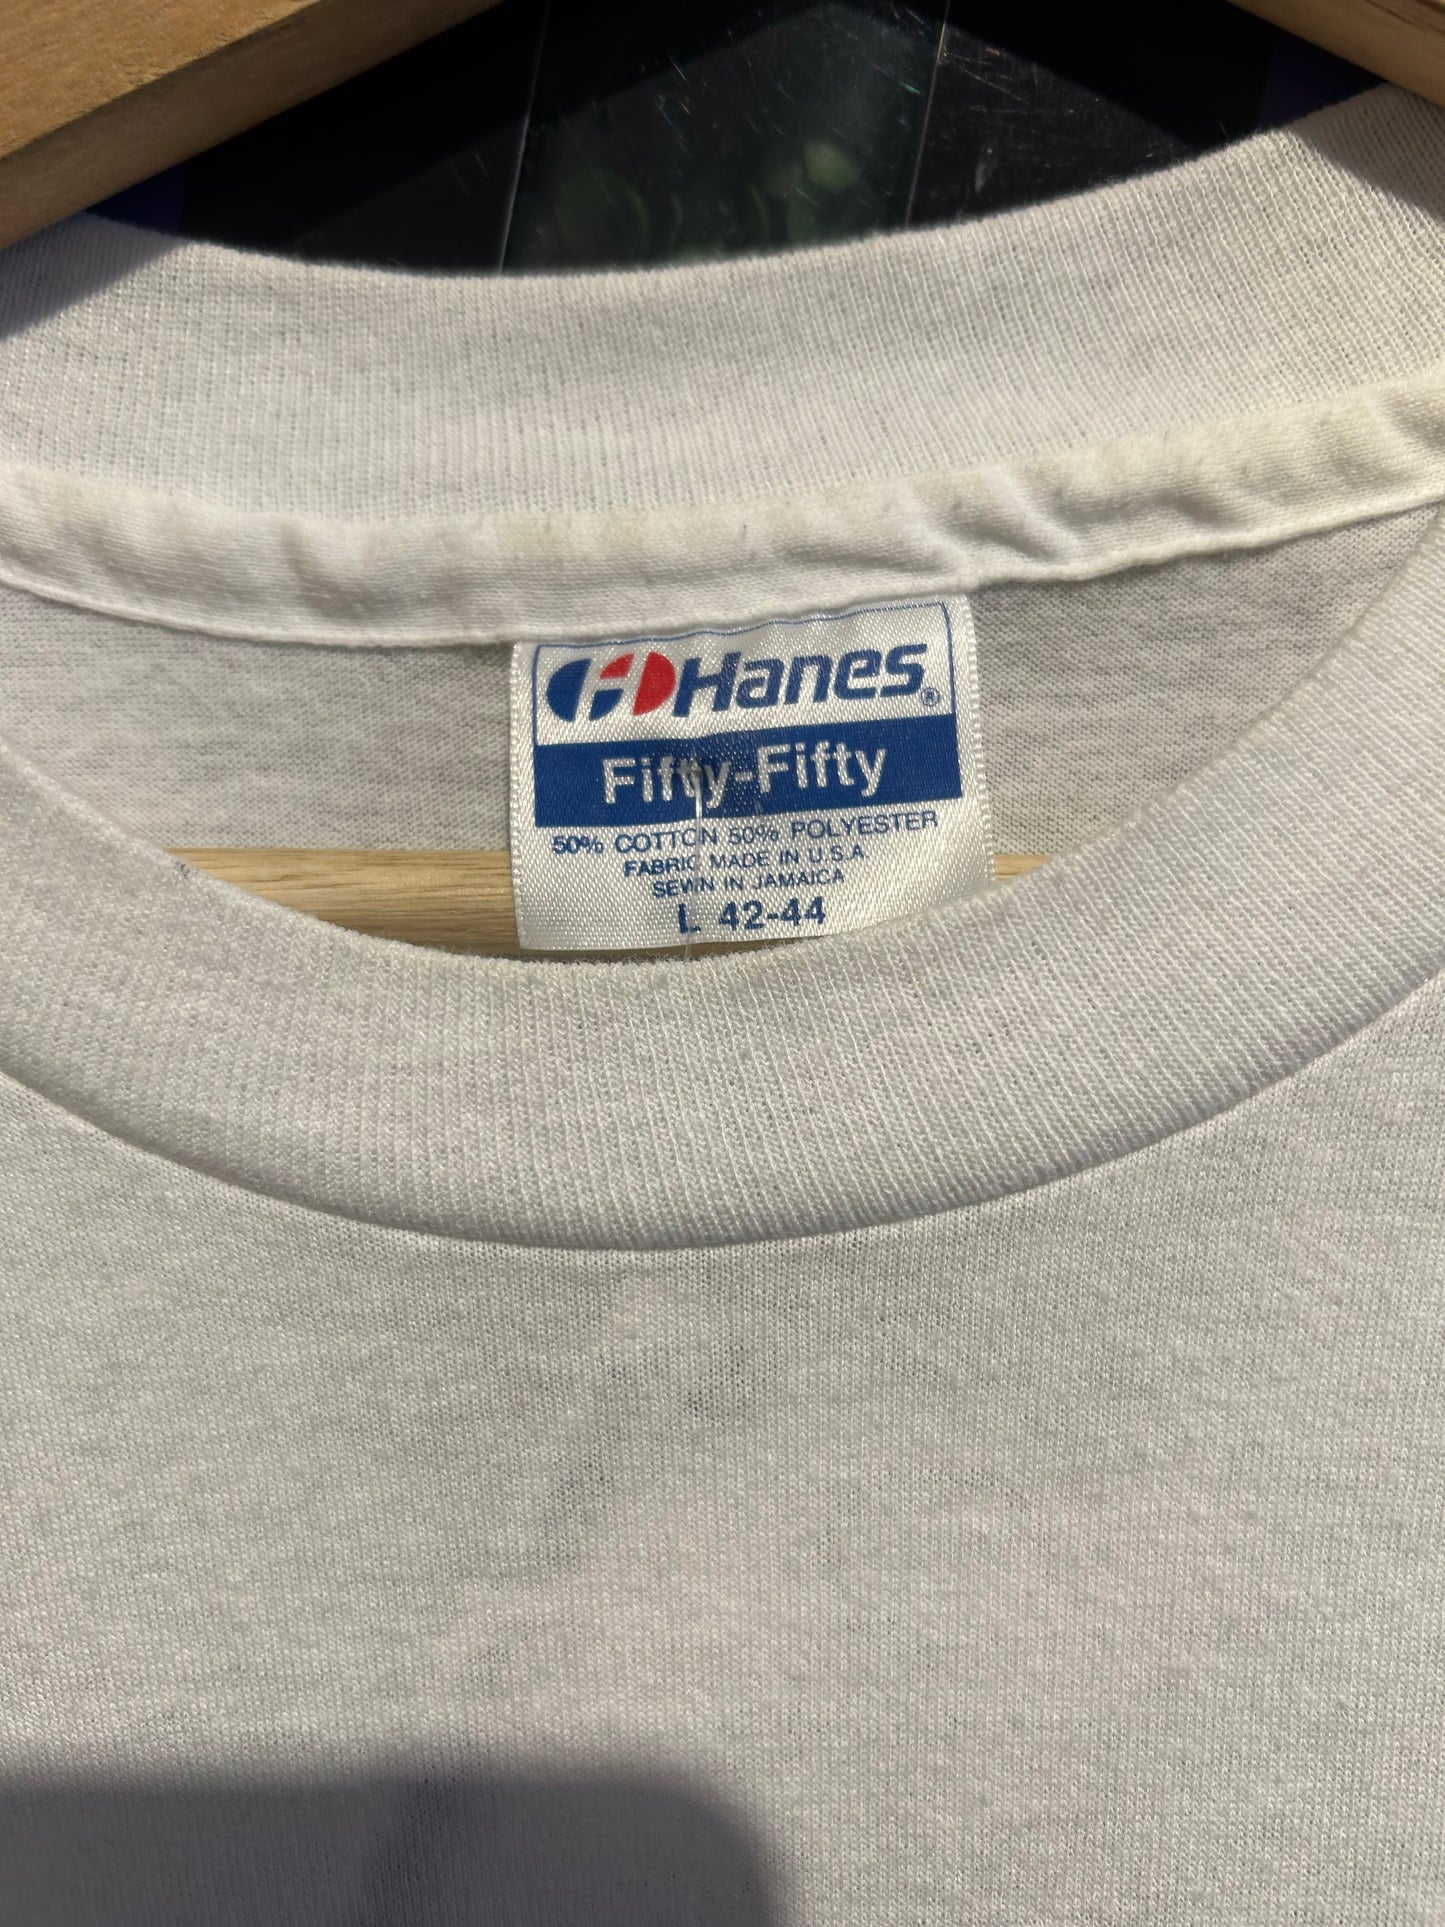 Hanes®
Fifty-Fifty
50% COTTON 50% POLYESTER
FABRIC MADE IN U.S.A.
SEWN IN JAMAICA
L 42-44